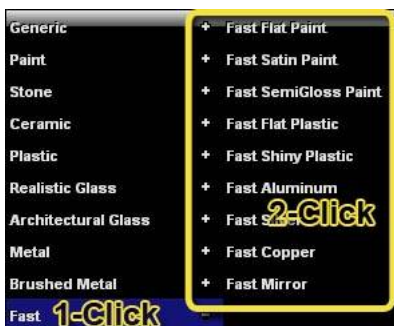 Generic + Fast Flat Paint
Paint + Fast Satin Paint
Stone + Fast SemiGloss Paint
Ceramic + Fast Flat Plastic
Plastic + Fast Shiny Plastic
Realistic Glass + Fast Aluminum
Architectural Glass + Fast
2-Click
Metal + Fast Copper
Brushed Metal + Fast Mirror
Fast 1-Click